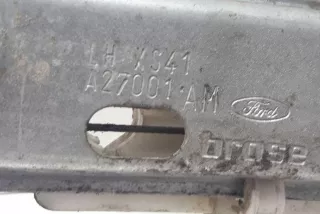 LH XS41
A27001 AM
Ford
brose